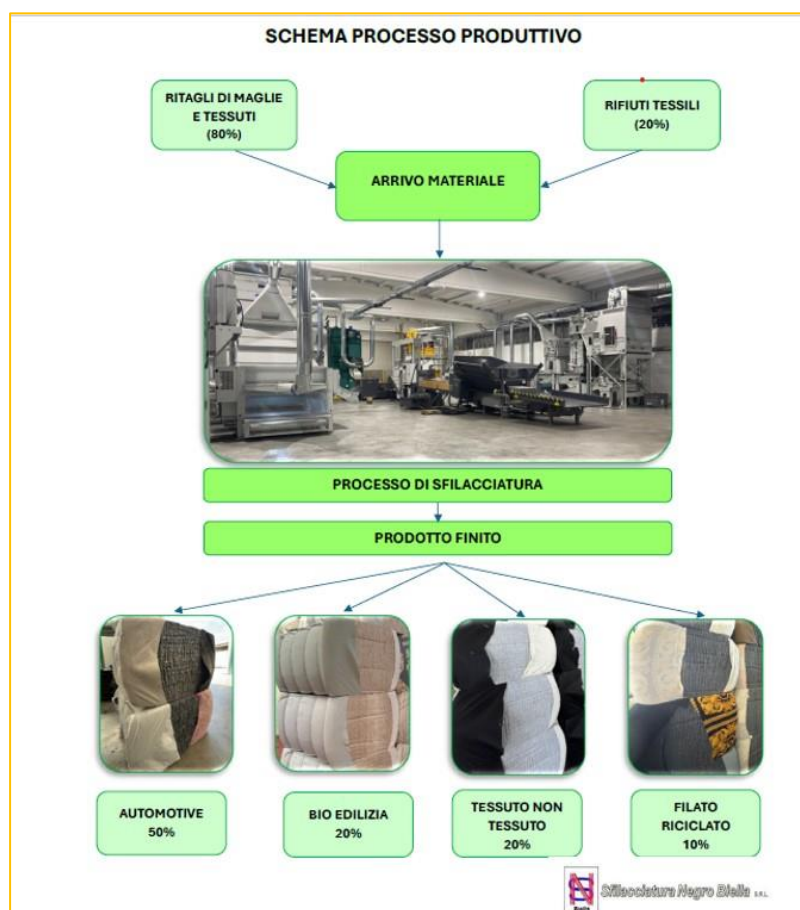 SCHEMA PROCESSO PRODUTTIVO
RITAGLI DI MAGLIE
E TESSUTI
(80%)
RIFIUTI TESSILI
(20%)
ARRIVO MATERIALE
PROCESSO DI SFILACCIATURA
PRODOTTO FINITO
AUTOMOTIVE
50%
BIO EDILIZIA
20%
TESSUTO NON
TESSUTO
20%
FILATO
RICICLATO
10%
Biella
Sfilacciatura Negro Biella S.R.L.